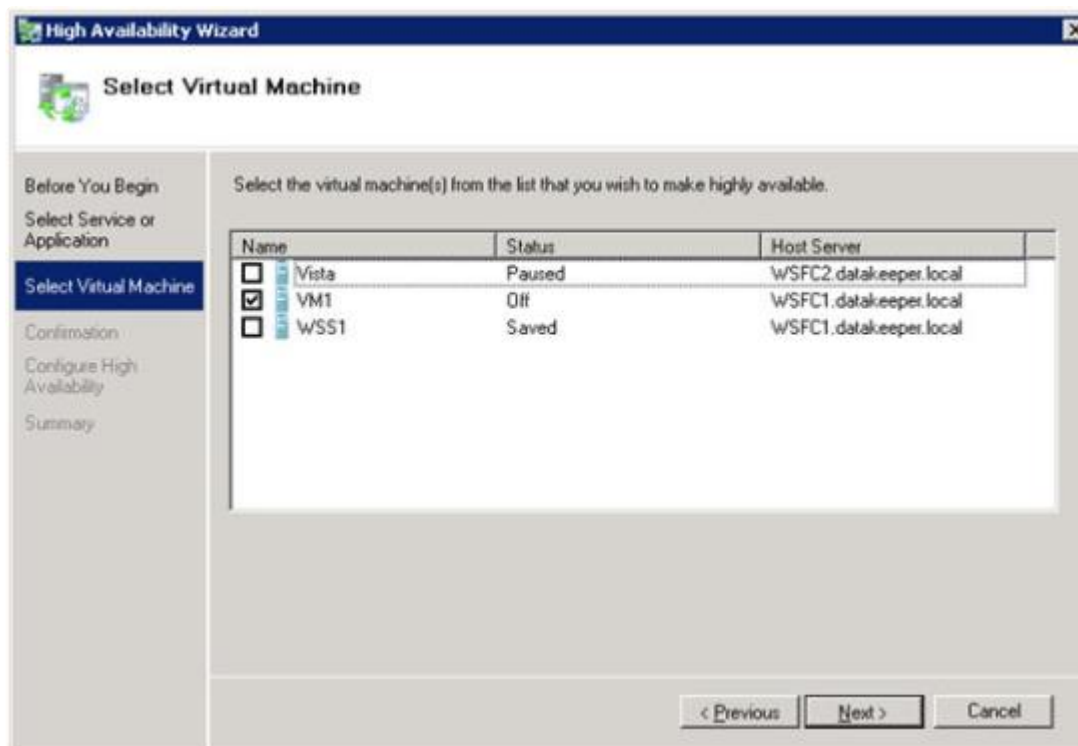 High Availability Wizard
Select Virtual Machine
Before You Begin
Select Service or
Application
Select Virtual Machine
Confirmation
Configure High
Availability
Summary
Select the virtual machine(s) from the list that you wish to make highly available.
Name Status Host Server
Vista Paused WSFC2.datakeeper.local
VM1 Off WSFC1.datakeeper.local
WSS1 Saved WSFC1.datakeeper.local
< Previous Next > Cancel